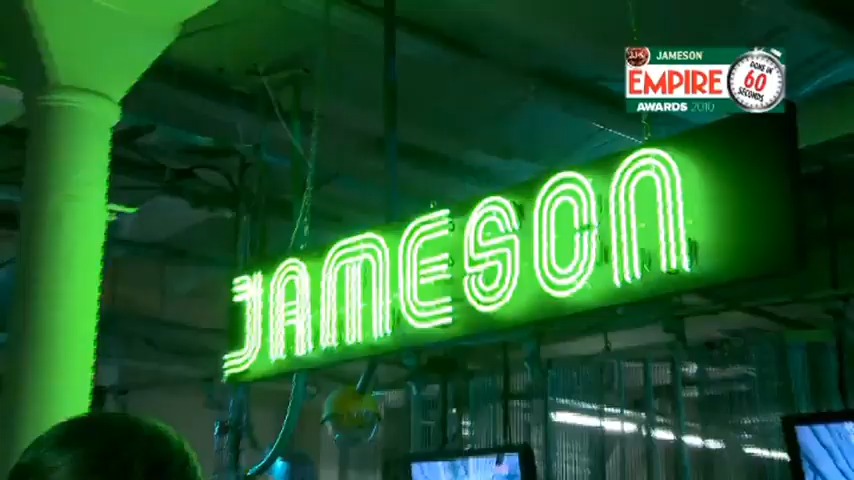 JAMESON
EMPIRE
AWARDS 2010
DONE IN
60
SECONDS
JAMESON